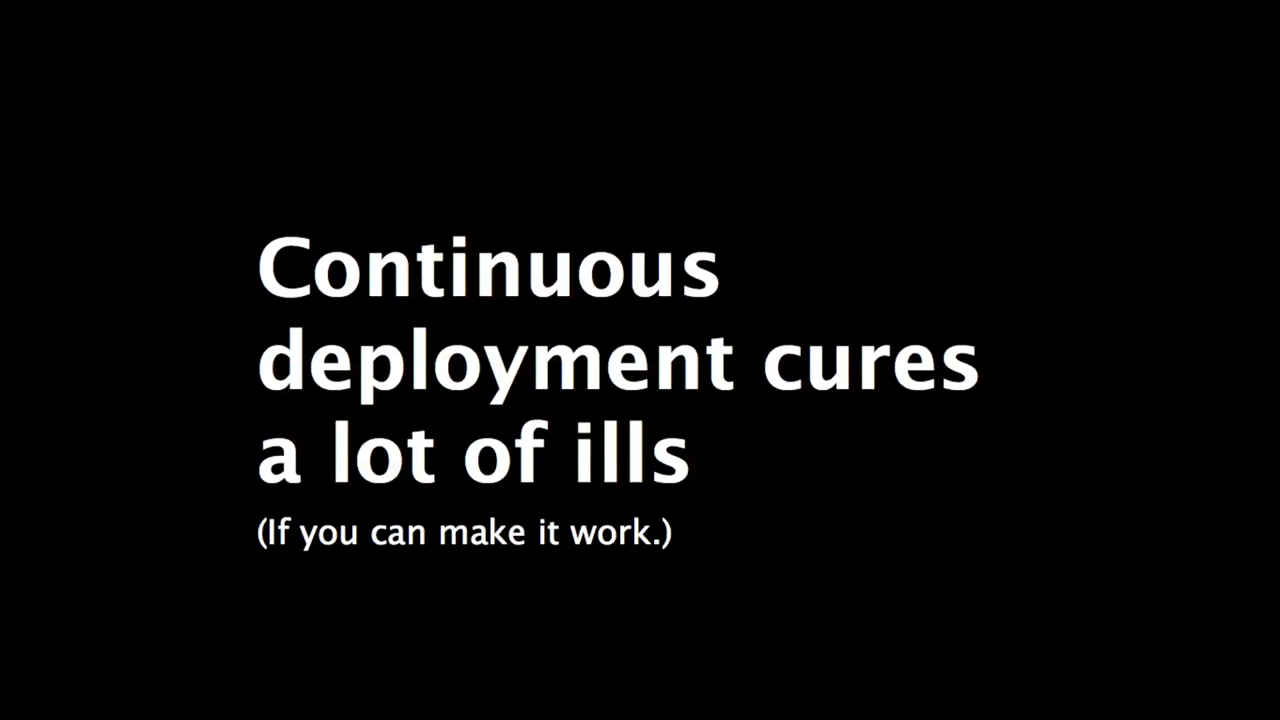 Continuous
deployment cures
a lot of ills
(If you can make it work.)